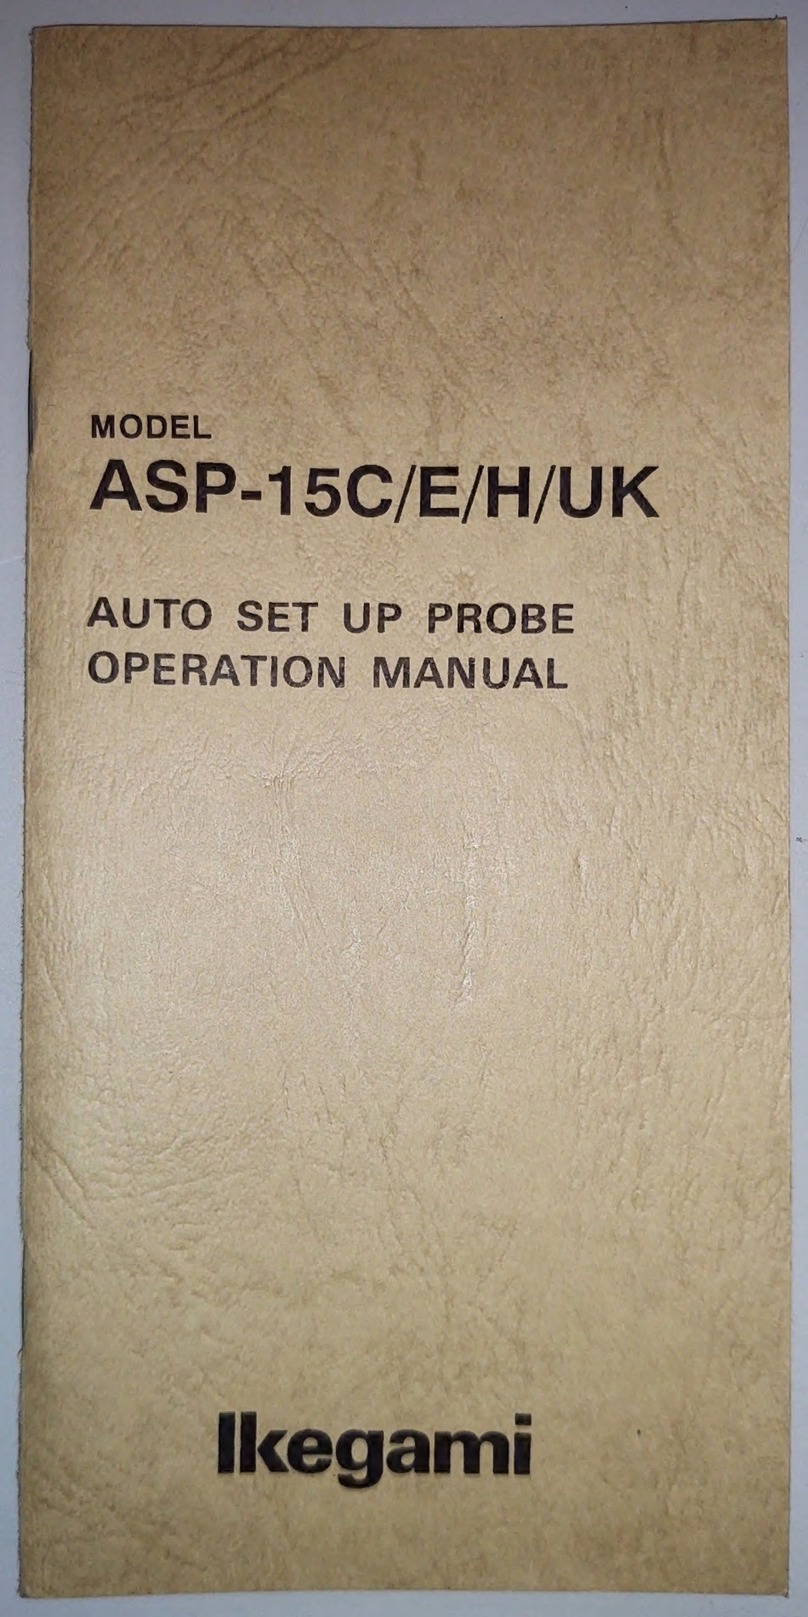 MODEL
ASP-15C/E/H/UK
AUTO SET UP PROBE
OPERATION MANUAL
Ikegami